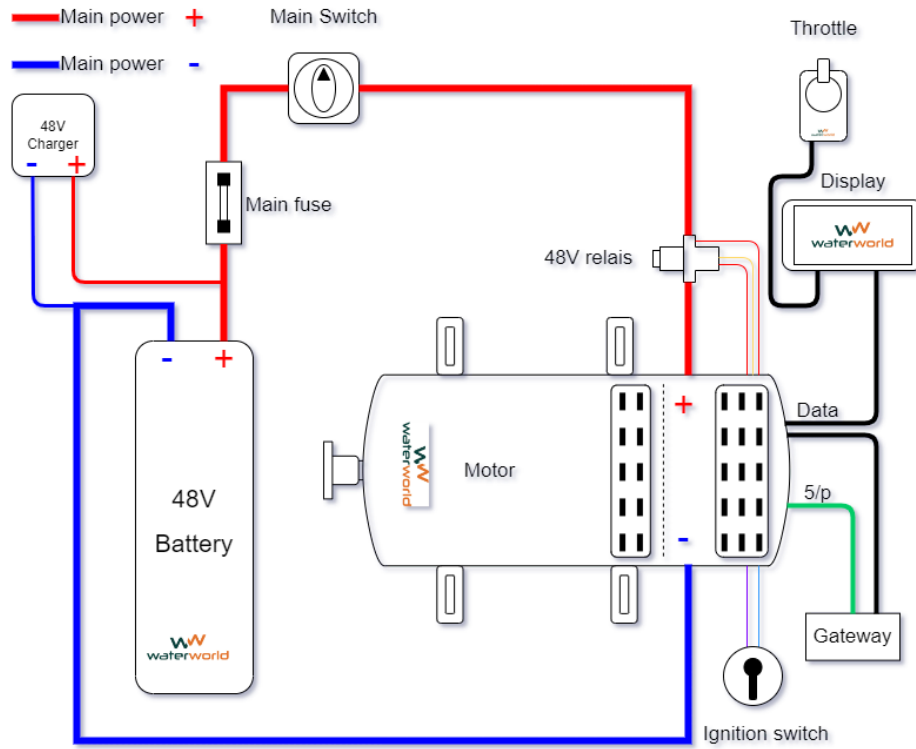 Main power +
Main Switch
Throttle
Main power -
48V
Charger
- +
Main fuse
Display
waterworld
48V relais
- +
+
Data
waterworld
Motor
5/p
48V
Battery
-
waterworld
Gateway
Ignition switch